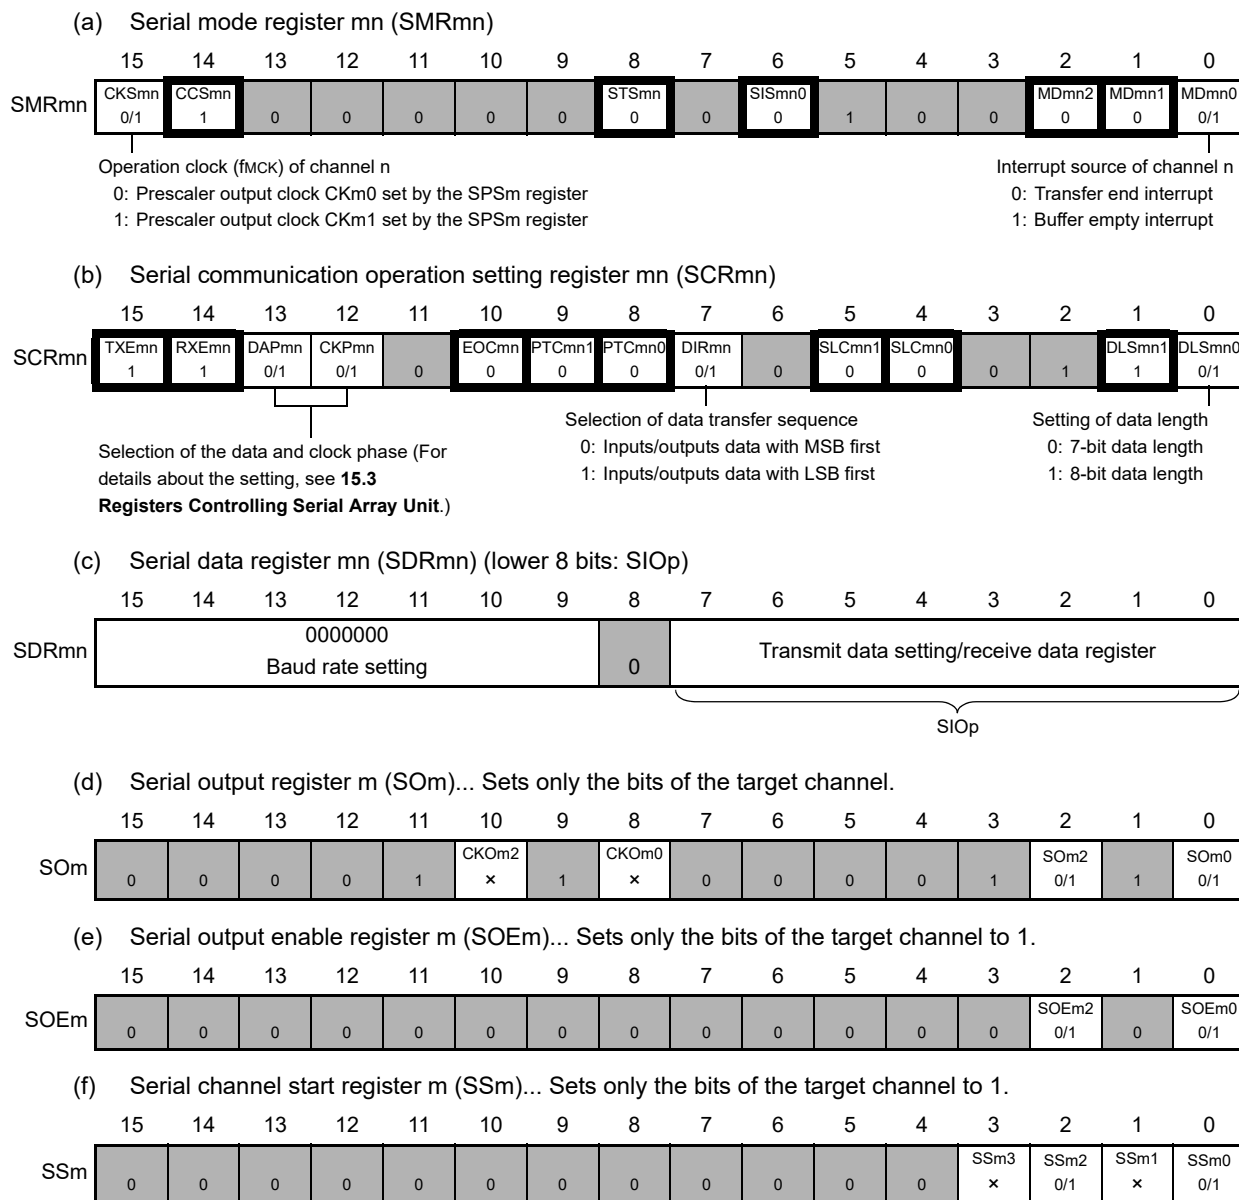 (a) Serial mode register mn (SMRmn)
15 14 13 12 11 10 9 8 7 6 5 4 3 2 1 0
SMRmn CKSmn CCSmn STSmn SISmn0 MDmn2 MDmn1 MDmn0
0/1 1 0 0 0 0 0 0 0 0 1 0 0 0 0 0/1
Operation clock (fMCK) of channel n
0: Prescaler output clock CKm0 set by the SPSm register
1: Prescaler output clock CKm1 set by the SPSm register
Interrupt source of channel n
0: Transfer end interrupt
1: Buffer empty interrupt
(b) Serial communication operation setting register mn (SCRmn)
15 14 13 12 11 10 9 8 7 6 5 4 3 2 1 0
SCRmn TXEmn RXEmn DAPmn CKPmn EOCmn PTCmn1 PTCmn0 DIRmn SLCmn1 SLCmn0 DLSmn1 DLSmn0
1 1 0/1 0/1 0 0 0 0 0/1 0 0 0 0 1 1 0/1
Selection of the data and clock phase (For
details about the setting, see 15.3
Registers Controlling Serial Array Unit.)
Selection of data transfer sequence
0: Inputs/outputs data with MSB first
1: Inputs/outputs data with LSB first
Setting of data length
0: 7-bit data length
1: 8-bit data length
(c) Serial data register mn (SDRmn) (lower 8 bits: SIOp)
15 14 13 12 11 10 9 8 7 6 5 4 3 2 1 0
SDRmn 0000000
Baud rate setting 0 Transmit data setting/receive data register
SIOp
(d) Serial output register m (SOm)... Sets only the bits of the target channel.
15 14 13 12 11 10 9 8 7 6 5 4 3 2 1 0
SOm CKOm2 CKOm0 SOm2 SOm0
0 0 0 0 1 × 1 × 0 0 0 0 1 0/1 1 0/1
(e) Serial output enable register m (SOEm)... Sets only the bits of the target channel to 1.
15 14 13 12 11 10 9 8 7 6 5 4 3 2 1 0
SOEm SOEm2 SOEm0
0 0 0 0 0 0 0 0 0 0 0 0 0 0/1 0 0/1
(f) Serial channel start register m (SSm)... Sets only the bits of the target channel to 1.
15 14 13 12 11 10 9 8 7 6 5 4 3 2 1 0
SSm SSm3 SSm2 SSm1 SSm0
0 0 0 0 0 0 0 0 0 0 0 0 × 0/1 × 0/1